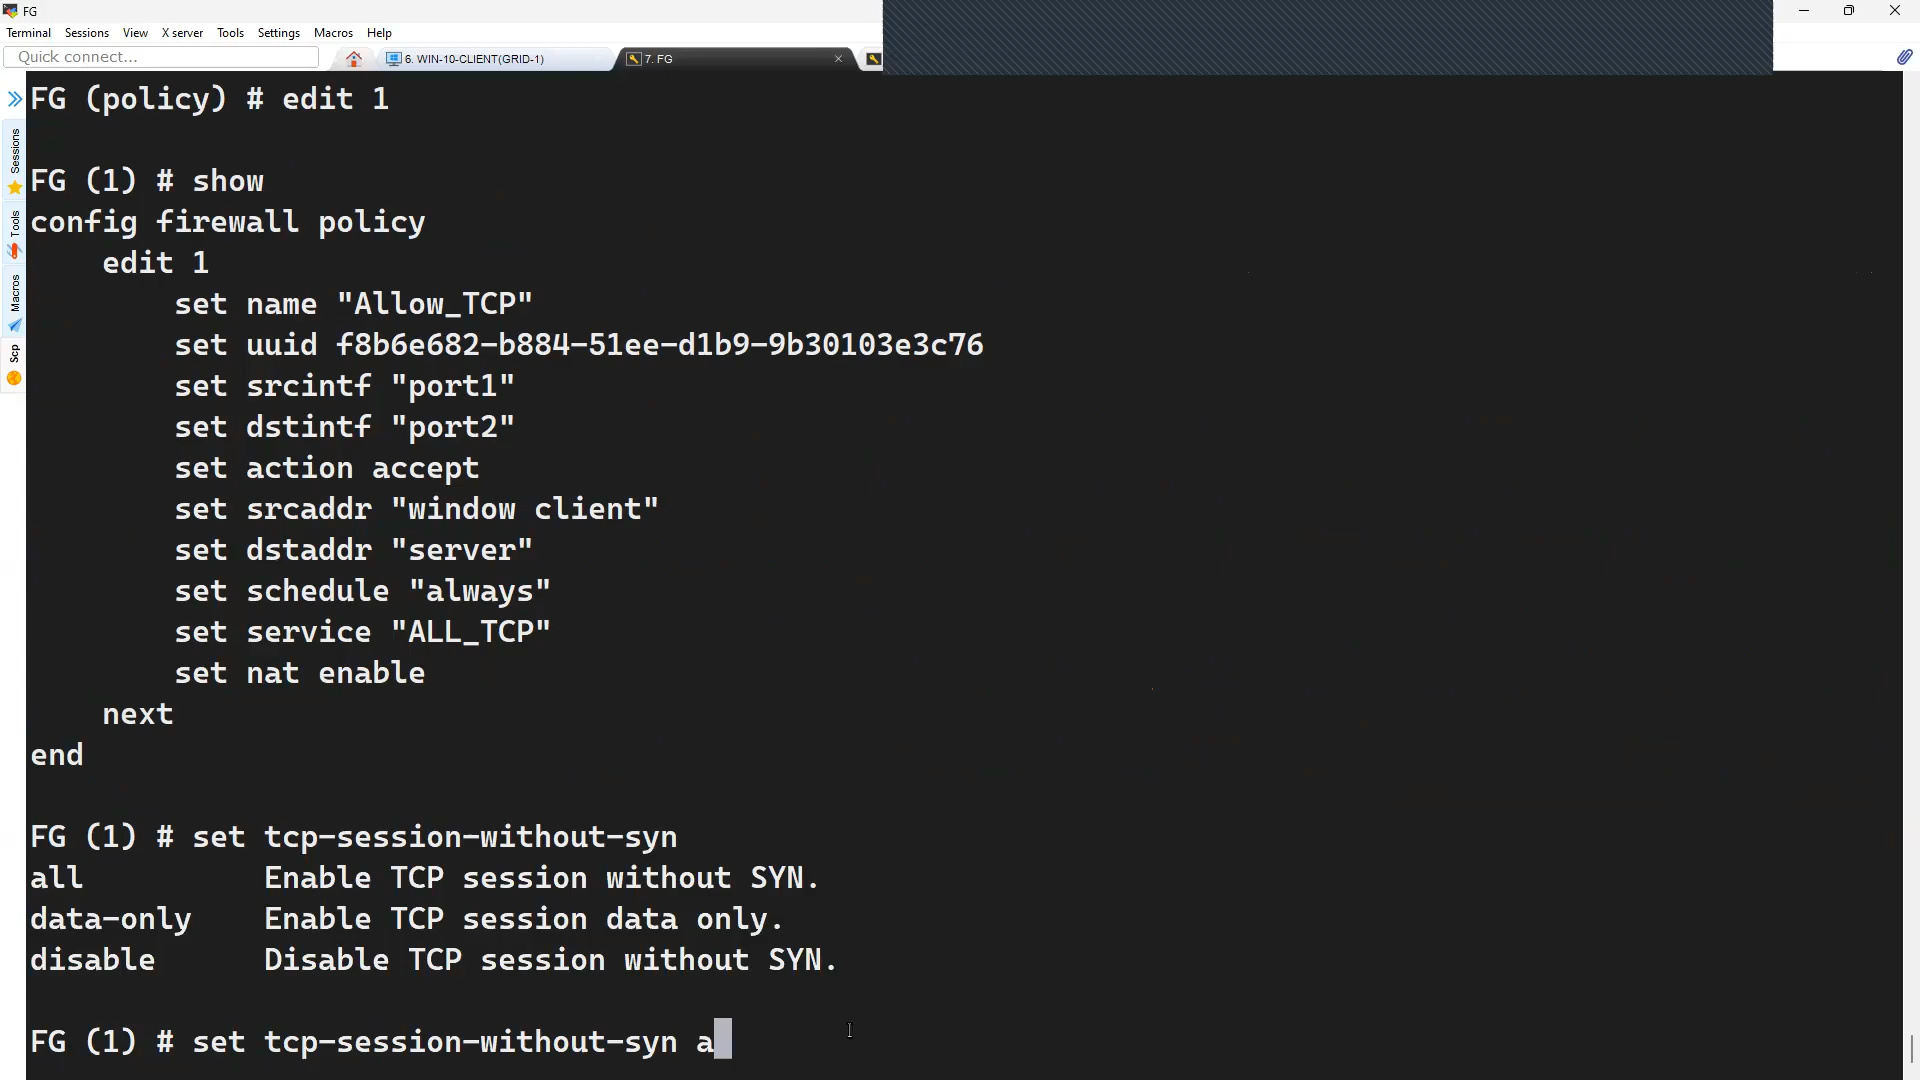 FG
Terminal Sessions View X server Tools Settings Macros Help
Quick connect...
6. WIN-10-CLIENT(GRID-1)
7. FG
Sessions
Tools
Macros
Scp
FG (policy) # edit 1
FG (1) # show
config firewall policy
edit 1
set name "Allow_TCP"
set uuid f8b6e682-b884-51ee-d1b9-9b30103e3c76
set srcintf "port1"
set dstintf "port2"
set action accept
set srcaddr "window client"
set dstaddr "server"
set schedule "always"
set service "ALL_TCP"
set nat enable
next
end
FG (1) # set tcp-session-without-syn
all Enable TCP session without SYN.
data-only Enable TCP session data only.
disable Disable TCP session without SYN.
FG (1) # set tcp-session-without-syn a